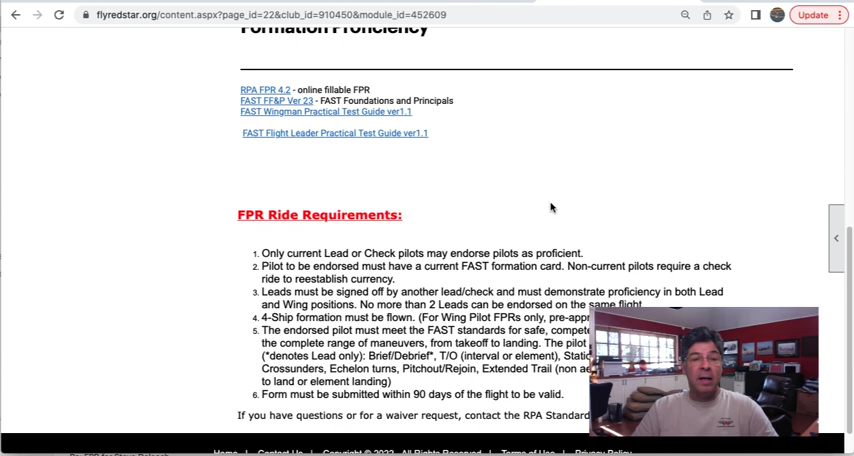 flyredstar.org/content.aspx?page_id=22&club_id=910450&module_id=452609
Update
Formation Proficiency
RPA FPR 4.2 - online fillable FPR
FAST FF&P Ver 23 - FAST Foundations and Principals
FAST Wingman Practical Test Guide ver1.1
FAST Flight Leader Practical Test Guide ver1.1
FPR Ride Requirements:
1. Only current Lead or Check pilots may endorse pilots as proficient.
2. Pilot to be endorsed must have a current FAST formation card. Non-current pilots require a check
ride to reestablish currency.
3. Leads must be signed off by another lead/check and must demonstrate proficiency in both Lead
and Wing positions. No more than 2 Leads can be endorsed on the same flight.
4. 4-Ship formation must be flown. (For Wing Pilot FPRs only,
5. The endorsed pilot must meet the FAST standards for safe,
the complete range of maneuvers, from takeoff to landing. The pilot
(*denotes Lead only): Brief/Debrief*, T/O (interval or element),
Crossunders, Echelon turns, Pitchout/Rejoin, Extended Trail (non
to land or element landing)
6. Form must be submitted within 90 days of the flight to be valid.
If you have questions or for a waiver request, contact the RPA
Home | Contact Us | Copyright © 2022 - All Rights Reserved | Terms of Use | Privacy Policy